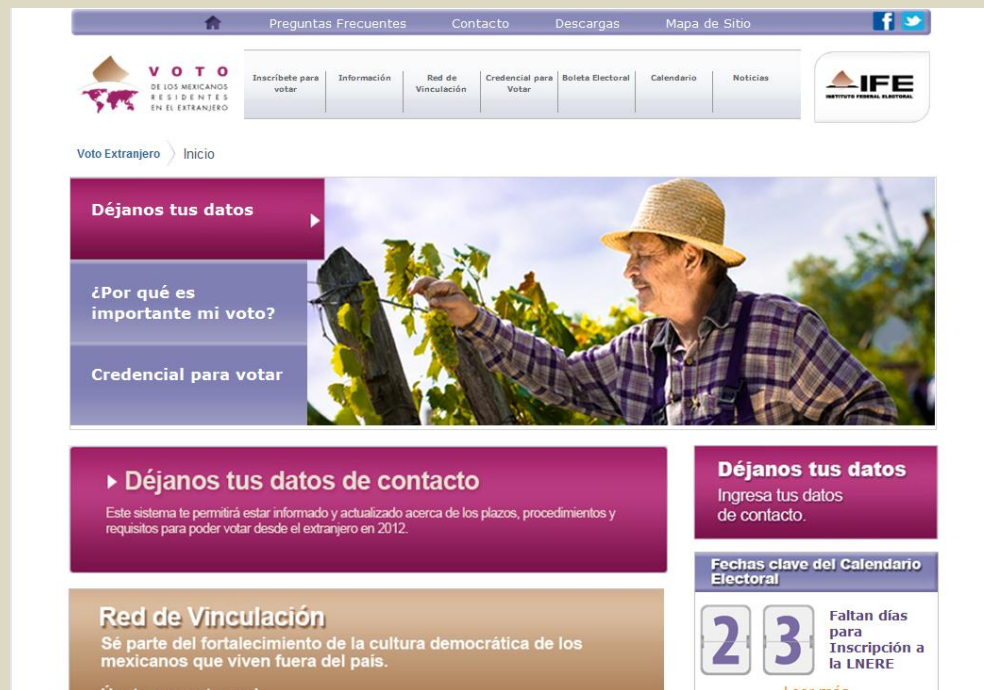 Preguntas Frecuentes Contacto Descargas Mapa de Sitio
VOTO
DE LOS MEXICANOS
RESIDENTES
EN EL EXTRANJERO
Inscríbete para
votar
Información
Red de
Vinculación
Credencial para
Votar
Boleta Electoral
Calendario
Noticias
IFE
INSTITUTO FEDERAL ELECTORAL
Voto Extranjero Inicio
Déjanos tus datos
¿Por qué es
importante mi voto?
Credencial para votar
Déjanos tus datos de contacto
Este sistema te permitirá estar informado y actualizado acerca de los plazos, procedimientos y
requisitos para poder votar desde el extranjero en 2012.
Déjanos tus datos
Ingresa tus datos
de contacto.
Red de Vinculación
Sé parte del fortalecimiento de la cultura democrática de los
mexicanos que viven fuera del país.
Fechas clave del Calendario
Electoral
23
Faltan días
para
Inscripción a
la LNERE